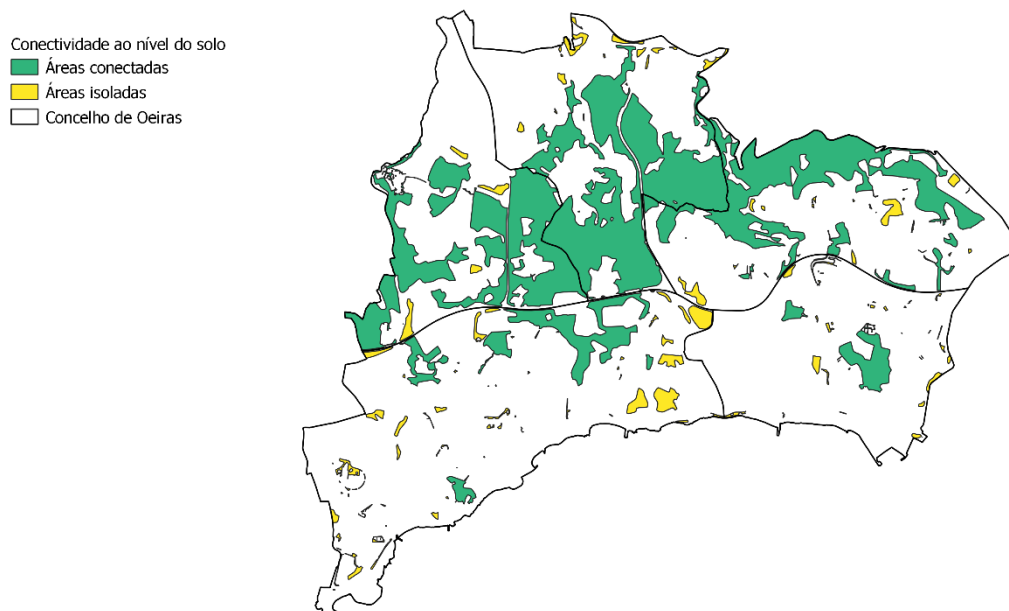 Conectividade ao nível do solo
Áreas conectadas
Áreas isoladas
Concelho de Oeiras